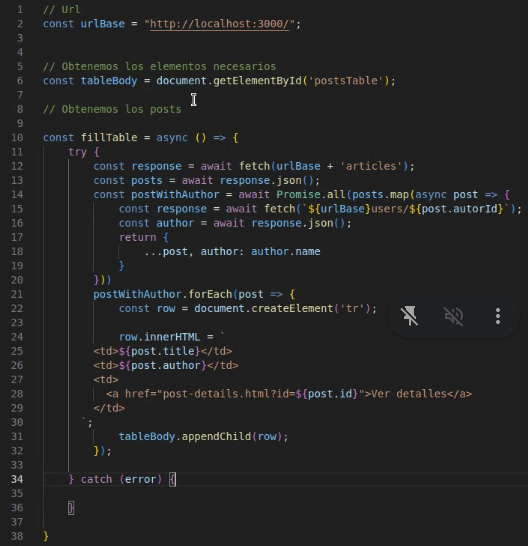 1 // Url
2 const urlBase = "http://localhost:3000/";
3
4
5 // Obtenemos los elementos necesarios
6 const tableBody = document.getElementById('postsTable');
7
8 // Obtenemos los posts
9
10 const fillTable = async () => {
11 try {
12 const response = await fetch(urlBase + 'articles');
13 const posts = await response.json();
14 const postWithAuthor = await Promise.all(posts.map(async post => {
15 const response = await fetch(`${urlBase}users/${post.autorId}`);
16 const author = await response.json();
17 return {
18 ...post, author: author.name
19 }
20 }))
21 postWithAuthor.forEach(post => {
22 const row = document.createElement('tr');
23
24 row.innerHTML = `
25 <td>${post.title}</td>
26 <td>${post.author}</td>
27 <td>
28 <a href="post-details.html?id=${post.id}">Ver detalles</a>
29 </td>
30 `;
31 tableBody.appendChild(row);
32 });
33
34 } catch (error) {
35
36 }
37
38 }